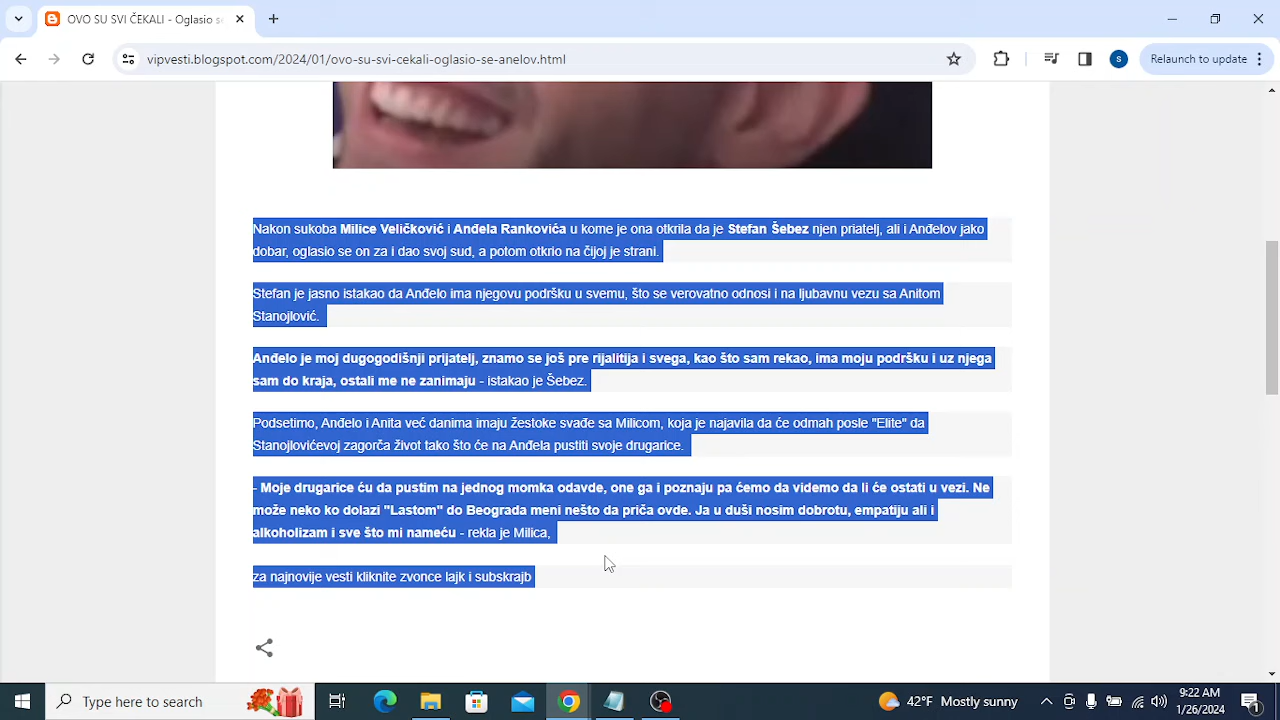 OVO SU SVI ČEKALI - Oglasio se
vipvesti.blogspot.com/2024/01/ovo-su-svi-cekali-oglasio-se-anelov.html
S
Relaunch to update
Nakon sukoba Milice Veličković i Anđela Rankovića u kome je ona otkrila da je Stefan Šebez njen priatelj, ali i Anđelov jako
dobar, oglasio se on za i dao svoj sud, a potom otkrio na čijoj je strani.
Stefan je jasno istakao da Anđelo ima njegovu podršku u svemu, što se verovatno odnosi i na ljubavnu vezu sa Anitom
Stanojlović.
Anđelo je moj dugogodišnji prijatelj, znamo se još pre rijalitija i svega, kao što sam rekao, ima moju podršku i uz njega
sam do kraja, ostali me ne zanimaju - istakao je Šebez.
Podsetimo, Anđelo i Anita već danima imaju žestoke svađe sa Milicom, koja je najavila da će odmah posle "Elite" da
Stanojlovićevoj zagorča život tako što će na Anđela pustiti svoje drugarice.
- Moje drugarice ću da pustim na jednog momka odavde, one ga i poznaju pa ćemo da videmo da li će ostati u vezi. Ne
može neko ko dolazi "Lastom" do Beograda meni nešto da priča ovde. Ja u duši nosim dobrotu, empatiju ali i
alkoholizam i sve što mi nameću - rekla je Milica,
za najnovije vesti kliknite zvonce lajk i subskrajb
Type here to search
42°F Mostly sunny
9:22 AM
1/26/2024
1